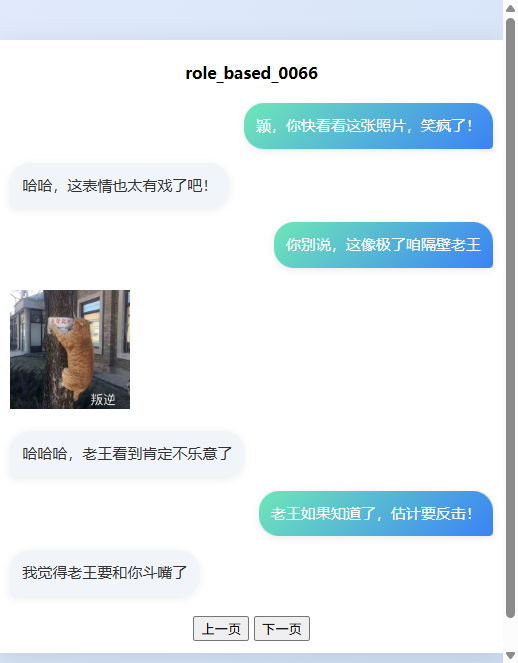 role_based_0066
颖，你快看看这张照片，笑疯了！
哈哈，这表情也太有戏了吧！
你别说，这像极了咱隔壁老王
叛逆
哈哈哈，老王看到肯定不乐意了
老王如果知道了，估计要反击！
我觉得老王要和你斗嘴了
上一页 下一页